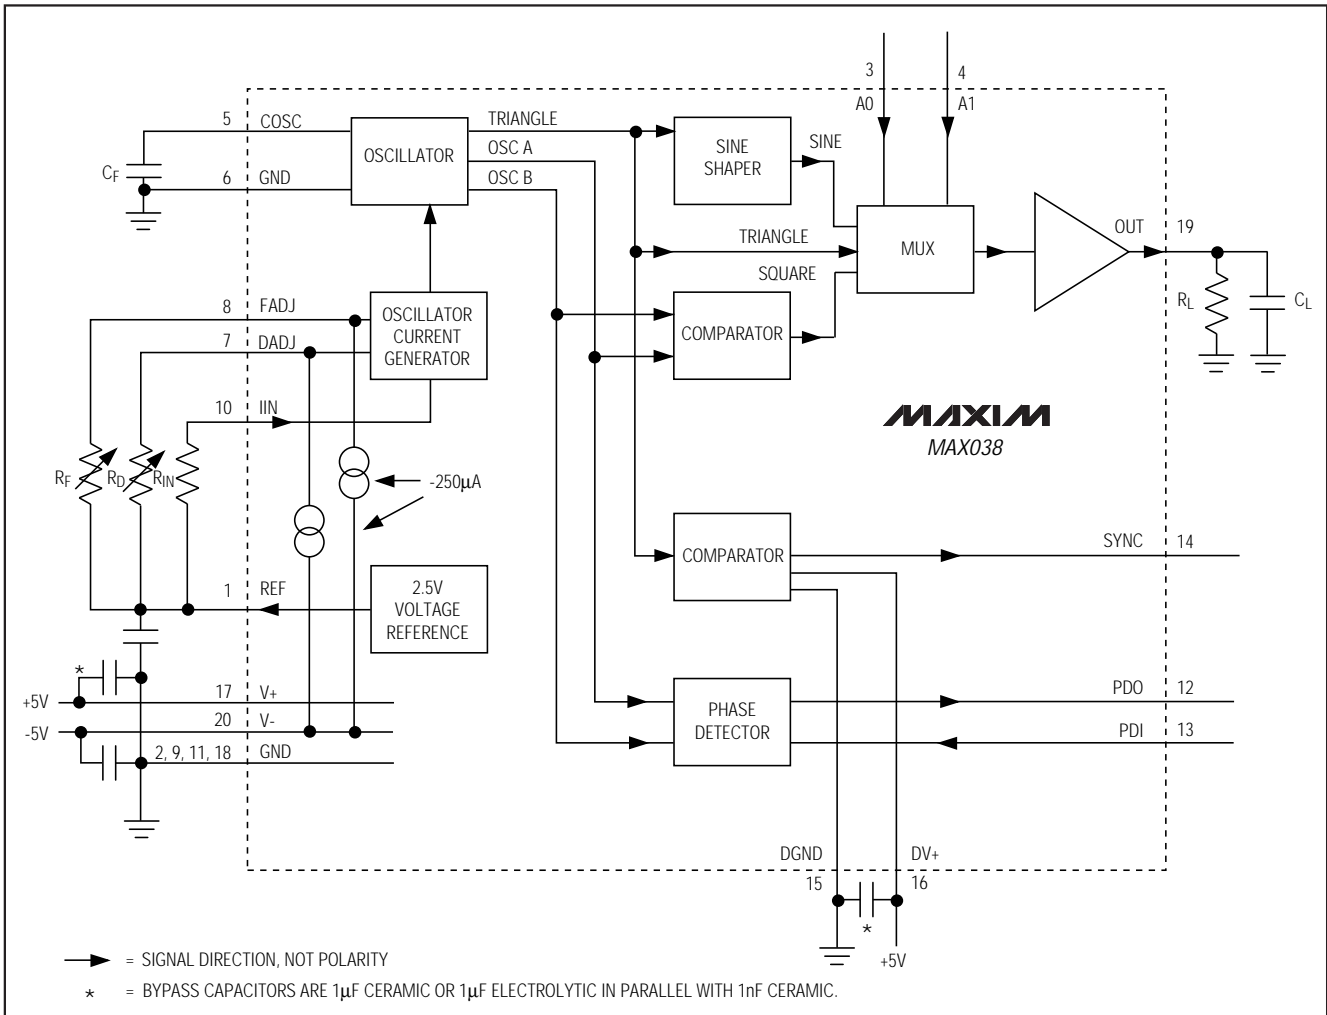 3
4
A0
A1
5
COSC
TRIANGLE
OSCILLATOR
OSC A
OSC B
SINE
SHAPER
SINE
CF
6
GND
TRIANGLE
MUX
OUT
19
SQUARE
RL
CL
8
FADJ
7
DADJ
OSCILLATOR
CURRENT
GENERATOR
COMPARATOR
10
IIN
MAXIM
MAX038
RF
RD
RIN
-250µA
COMPARATOR
SYNC
14
1
REF
2.5V
VOLTAGE
REFERENCE
*
+5V
17
V+
-5V
20
V-
2, 9, 11, 18
GND
PHASE
DETECTOR
PDO
12
PDI
13
DGND
DV+
15
16
*
+5V
= SIGNAL DIRECTION, NOT POLARITY
* = BYPASS CAPACITORS ARE 1µF CERAMIC OR 1µF ELECTROLYTIC IN PARALLEL WITH 1nF CERAMIC.